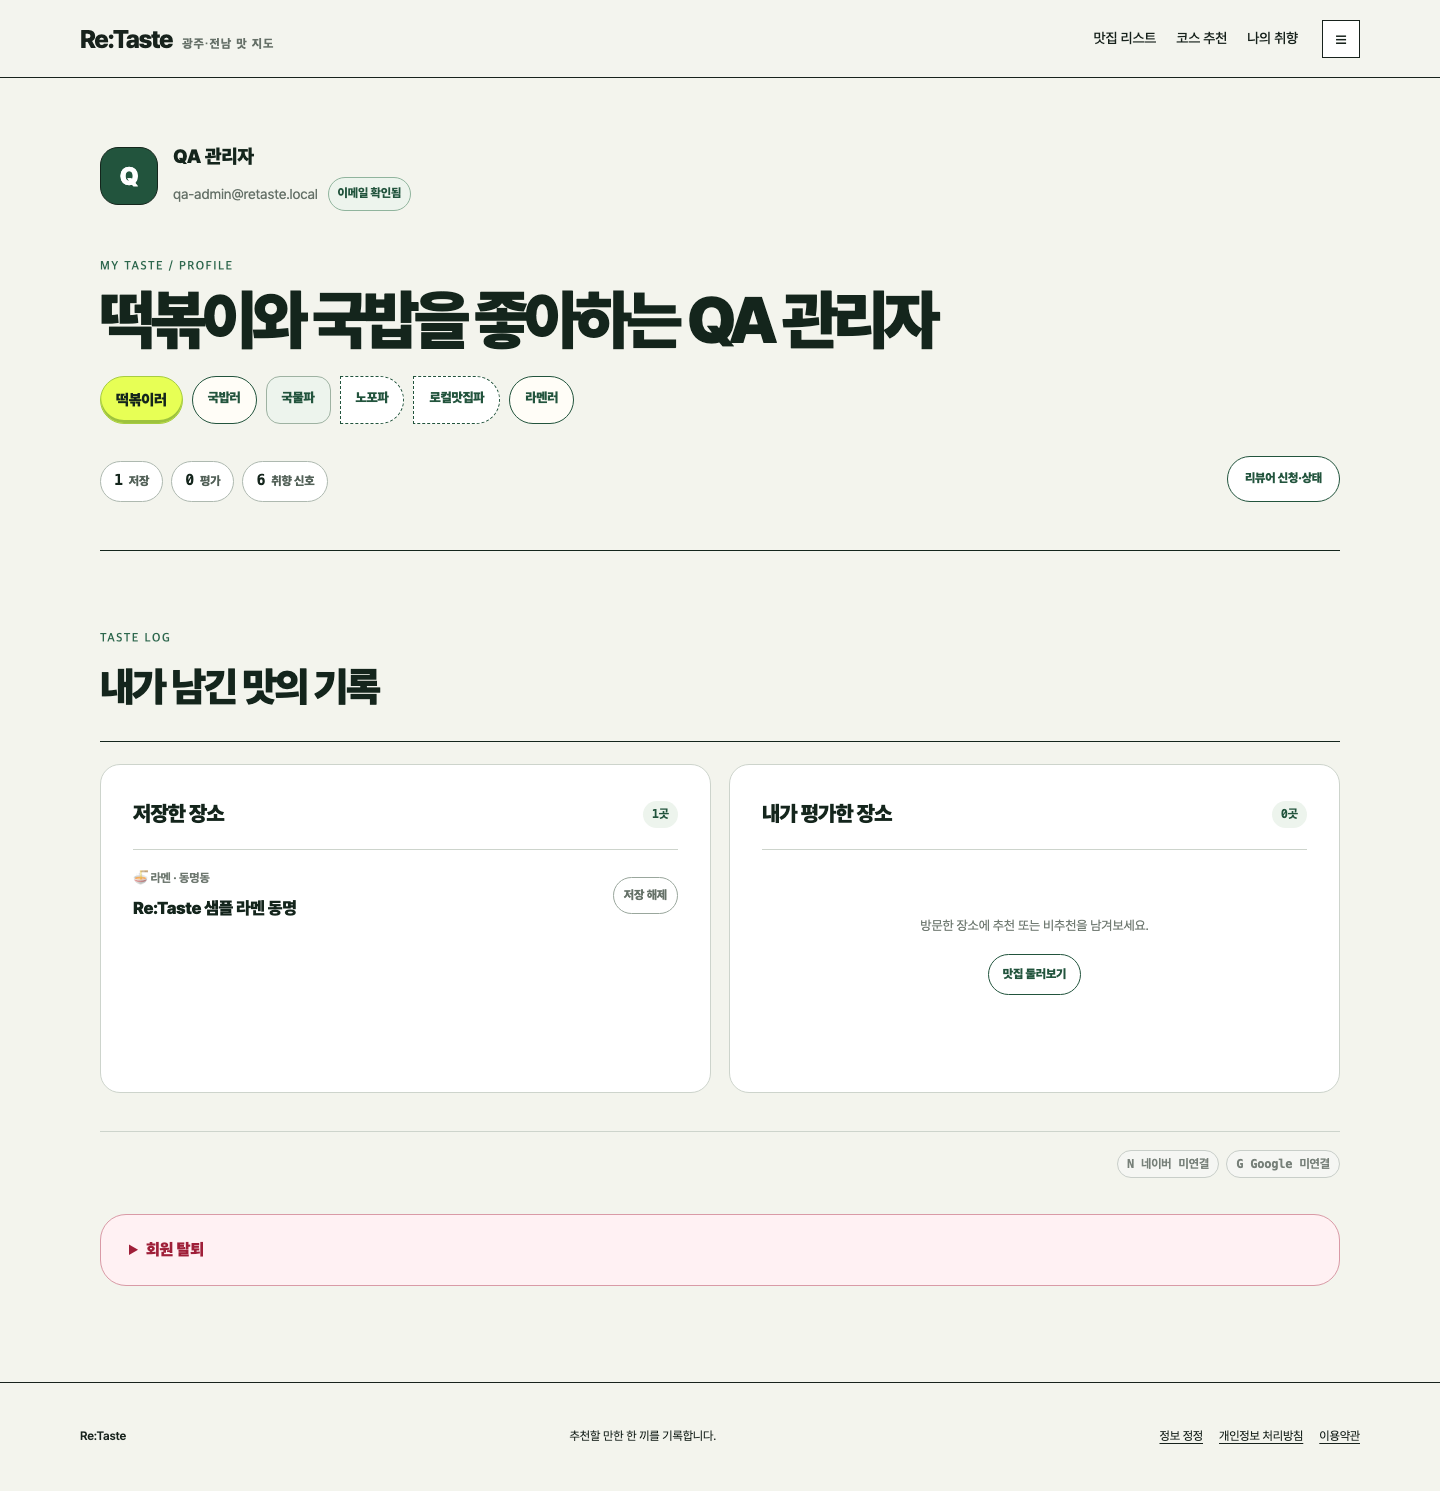 Re:Taste 광주·전남 맛 지도
맛집 리스트 코스 추천 나의 취향
Q
QA 관리자
qa-admin@retaste.local 이메일 확인됨
MY TASTE / PROFILE
떡볶이와 국밥을 좋아하는 QA 관리자
떡볶이러 국밥러 국물파 노포파 로컬맛집파 라멘러
1 저장 0 평가 6 취향 신호
리뷰어 신청·상태
TASTE LOG
내가 남긴 맛의 기록
저장한 장소 1곳
라멘 · 동명동
Re:Taste 샘플 라멘 동명
저장 해제
내가 평가한 장소 0곳
방문한 장소에 추천 또는 비추천을 남겨보세요.
맛집 둘러보기
N 네이버 미연결 G Google 미연결
회원 탈퇴
Re:Taste
추천할 만한 한 끼를 기록합니다.
정보 정정 개인정보 처리방침 이용약관